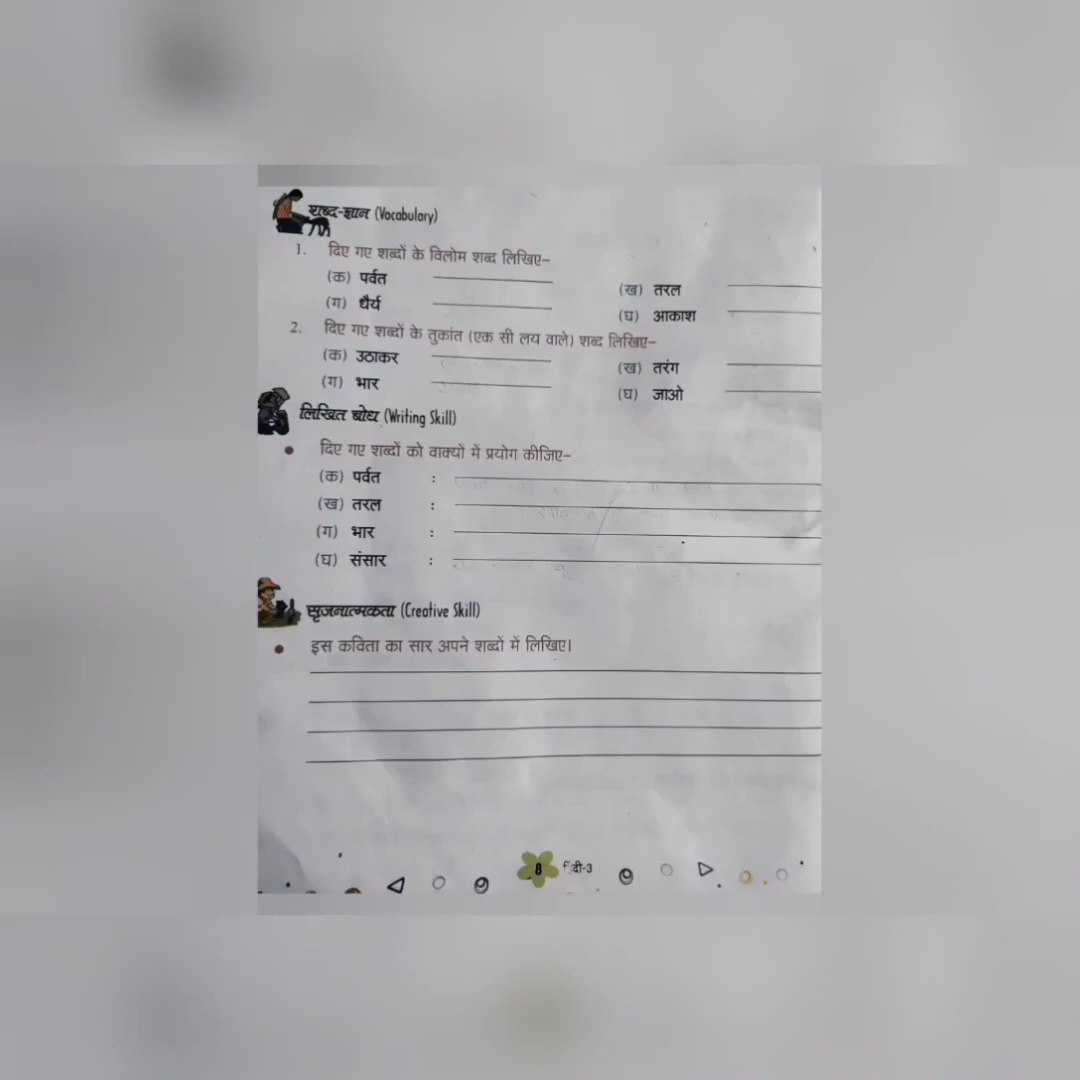 शब्द-ज्ञान (Vocabulary)
1. दिए गए शब्दों के विलोम शब्द लिखिए-
(क) पर्वत (ख) तरल
(ग) धैर्य (घ) आकाश
2. दिए गए शब्दों के तुकांत (एक सी लय वाले) शब्द लिखिए-
(क) उठाकर (ख) तरंग
(ग) भार (घ) जाओ
लिखित बोध (Writing Skill)
• दिए गए शब्दों को वाक्यों में प्रयोग कीजिए-
(क) पर्वत :
(ख) तरल :
(ग) भार :
(घ) संसार :
सृजनात्मकता (Creative Skill)
• इस कविता का सार अपने शब्दों में लिखिए।
8